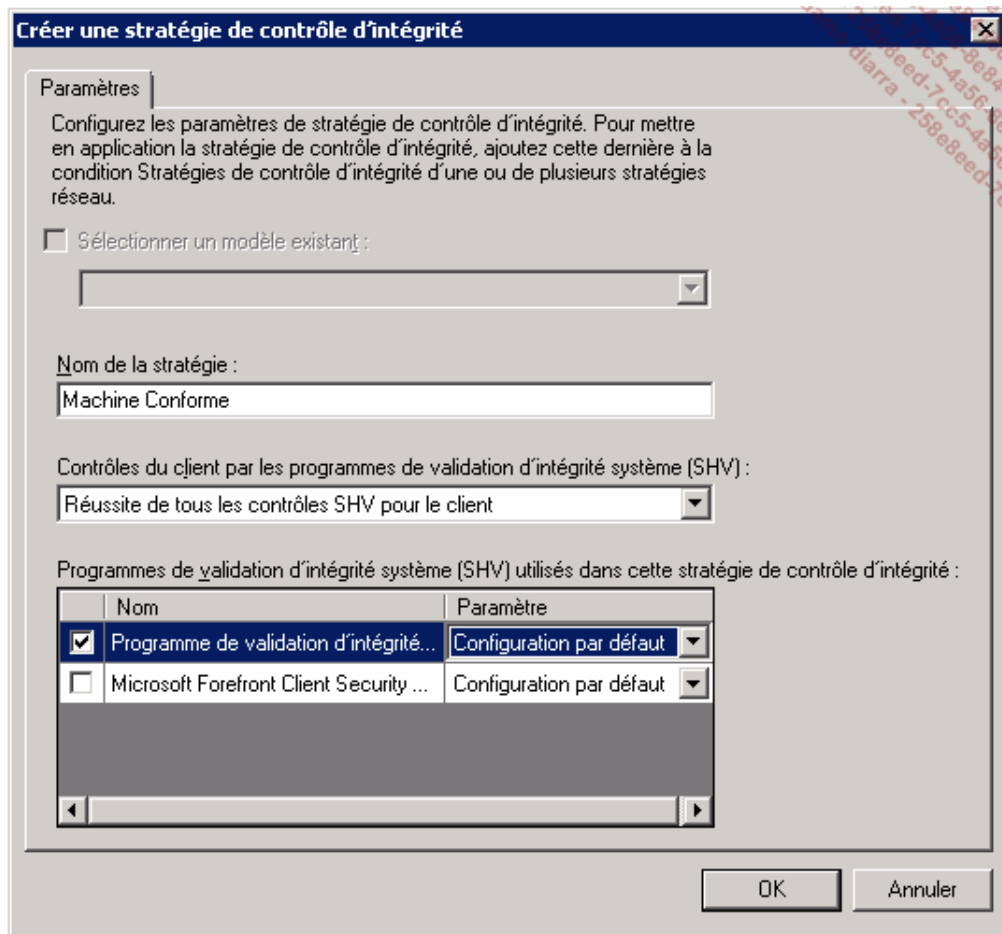 Créer une stratégie de contrôle d'intégrité
Paramètres
Configurez les paramètres de stratégie de contrôle d'intégrité. Pour mettre
en application la stratégie de contrôle d'intégrité, ajoutez cette dernière à la
condition Stratégies de contrôle d'intégrité d'une ou de plusieurs stratégies
réseau.
Sélectionner un modèle existant :
Nom de la stratégie :
Machine Conforme
Contrôles du client par les programmes de validation d'intégrité système (SHV) :
Réussite de tous les contrôles SHV pour le client
Programmes de validation d'intégrité système (SHV) utilisés dans cette stratégie de contrôle d'intégrité :
Nom Paramètre
Programme de validation d'intégrité... Configuration par défaut
Microsoft Forefront Client Security ... Configuration par défaut
OK Annuler